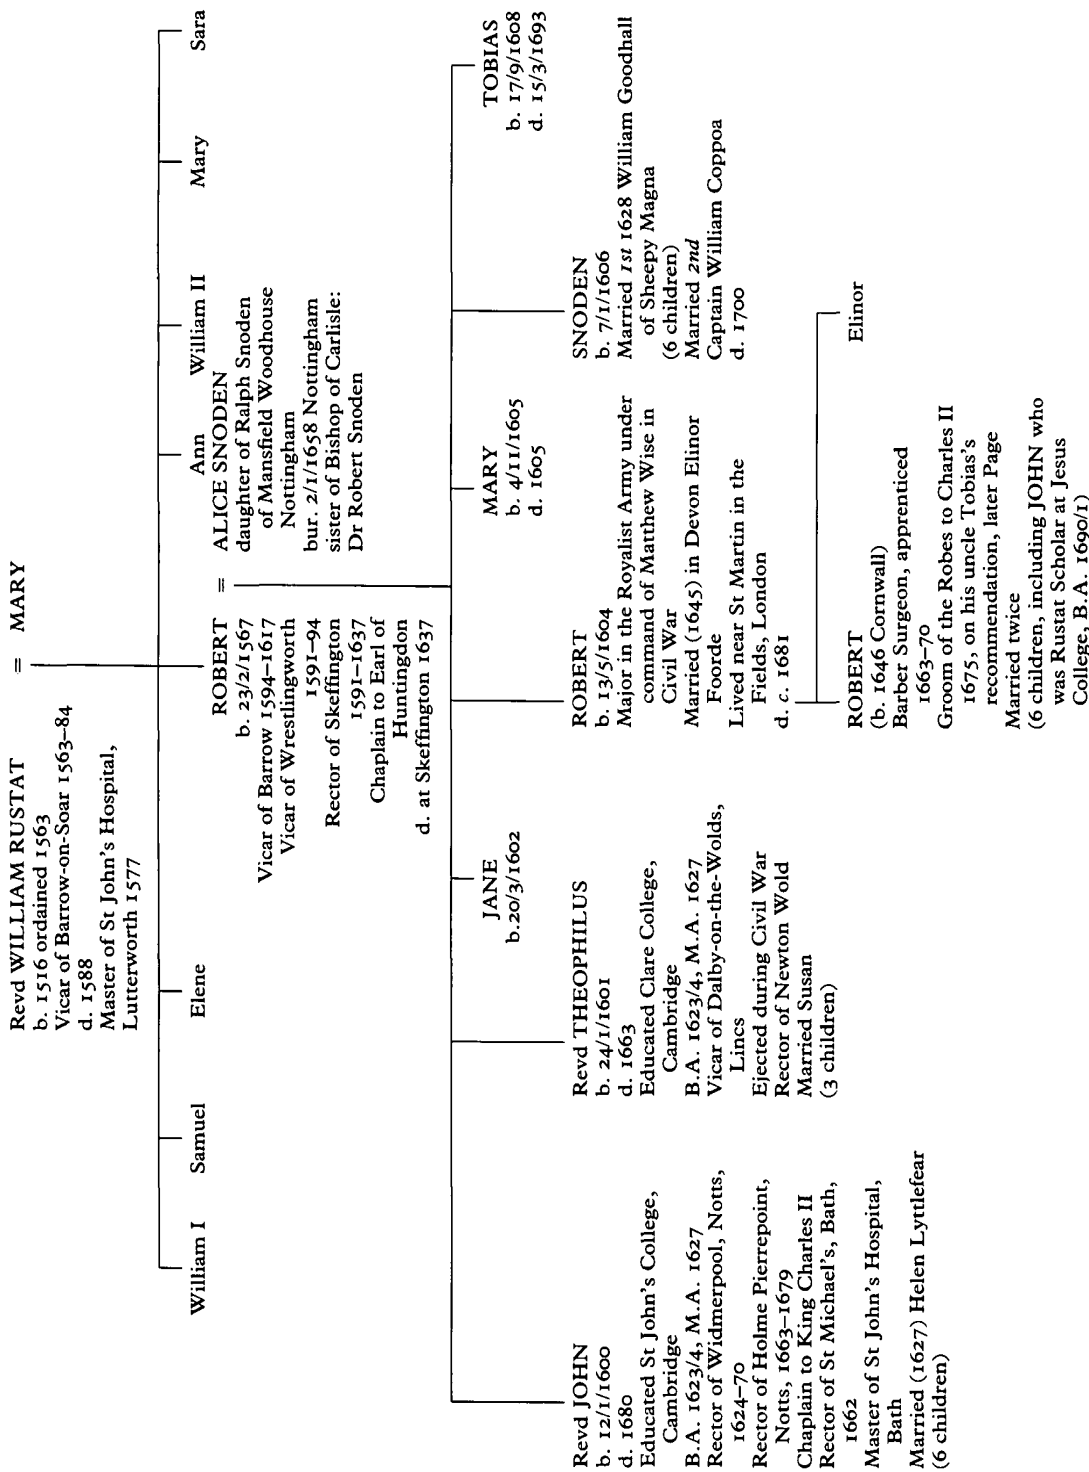 Revd WILLIAM RUSTAT = MARY
b. 1516 ordained 1563
Vicar of Barrow-on-Soar 1563–84
d. 1588
Master of St John's Hospital,
Lutterworth 1577
William I Samuel Elene Ann William II Mary Sara
ROBERT = ALICE SNODEN
b. 23/2/1567
Vicar of Barrow 1594–1617
Vicar of Wrestlingworth
1591–94
Rector of Skeffington
1591–1637
Chaplain to Earl of
Huntingdon
d. at Skeffington 1637
daughter of Ralph Snoden
of Mansfield Woodhouse
Nottingham
bur. 2/1/1658 Nottingham
sister of Bishop of Carlisle:
Dr Robert Snoden
Revd JOHN
b. 12/1/1600
d. 1680
Educated St John's College,
Cambridge
B.A. 1623/4, M.A. 1627
Rector of Widmerpool, Notts,
1624–70
Rector of Holme Pierrepoint,
Notts, 1663–1679
Chaplain to King Charles II
Rector of St Michael's, Bath,
1662
Master of St John's Hospital,
Bath
Married (1627) Helen Lyttlefear
(6 children)
Revd THEOPHILUS
b. 24/1/1601
d. 1663
Educated Clare College,
Cambridge
B.A. 1623/4, M.A. 1627
Vicar of Dalby-on-the-Wolds,
Lincs
Ejected during Civil War
Rector of Newton Wold
Married Susan
(3 children)
JANE
b.20/3/1602
ROBERT
b. 13/5/1604
Major in the Royalist Army under
command of Matthew Wise in
Civil War
Married (1645) in Devon Elinor
Foorde
Lived near St Martin in the
Fields, London
d. c. 1681
MARY
b. 4/11/1605
d. 1605
SNODEN
b. 7/1/1606
Married 1st 1628 William Goodhall
of Sheepy Magna
(6 children)
Married 2nd
Captain William Coppoa
d. 1700
TOBIAS
b. 17/9/1608
d. 15/3/1693
ROBERT
(b. 1646 Cornwall)
Barber Surgeon, apprenticed
1663–70
Groom of the Robes to Charles II
1675, on his uncle Tobias's
recommendation, later Page
Married twice
(6 children, including JOHN who
was Rustat Scholar at Jesus
College, B.A. 1690/1)
Elinor